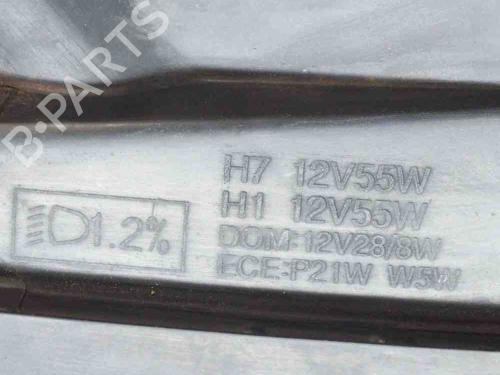 B-PARTS
H7 12V55W
H1 12V55W
DOM:12V28/8W
ECE:P21W W5W
1.2%